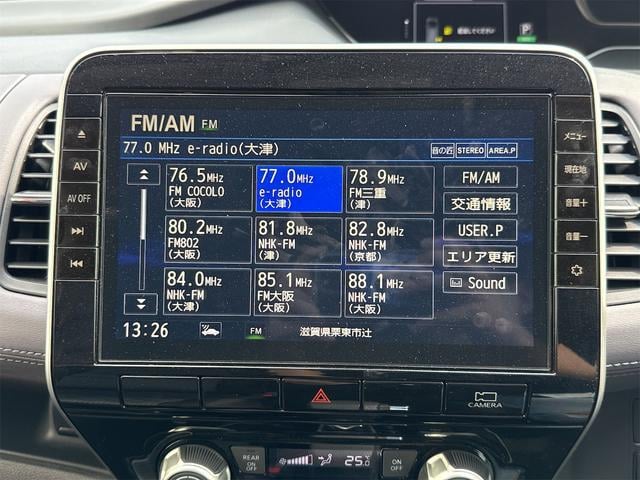 P
FM/AM FM
77.0 MHz e-radio(大津) 音の匠 STEREO AREA.P
76.5MHz
FM COCOLO
(大阪)
77.0MHz
e-radio
(大津)
78.9MHz
FM三重
(津)
80.2MHz
FM802
(大阪)
81.8MHz
NHK-FM
(津)
82.8MHz
NHK-FM
(京都)
84.0MHz
NHK-FM
(大津)
85.1MHz
FM大阪
(大阪)
88.1MHz
NHK-FM
(大阪)
FM/AM
交通情報
USER.P
エリア更新
Sound
13:26 FM 滋賀県栗東市辻
AV
AV OFF
メニュー
現在地
音量+
音量-
CAMERA
REAR
ON
OFF
25.0°C
ON
OFF